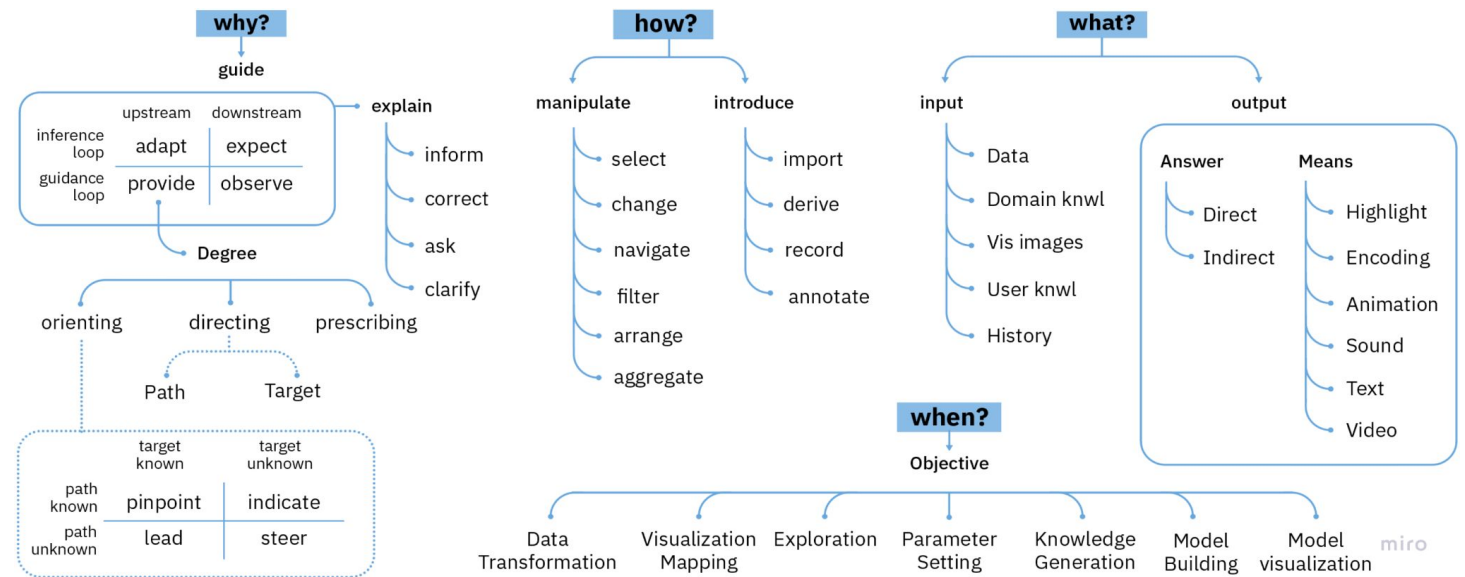 why?
guide
upstream downstream
inference loop adapt expect
guidance loop provide observe
explain
inform
correct
ask
clarify
Degree
orienting directing prescribing
Path Target
target known target unknown
path known pinpoint indicate
path unknown lead steer
how?
manipulate
select
change
navigate
filter
arrange
aggregate
introduce
import
derive
record
annotate
what?
input
Data
Domain knwl
Vis images
User knwl
History
output
Answer
Direct
Indirect
Means
Highlight
Encoding
Animation
Sound
Text
Video
when?
Objective
Data
Transformation
Visualization
Mapping
Exploration
Parameter
Setting
Knowledge
Generation
Model
Building
Model
visualization
miro